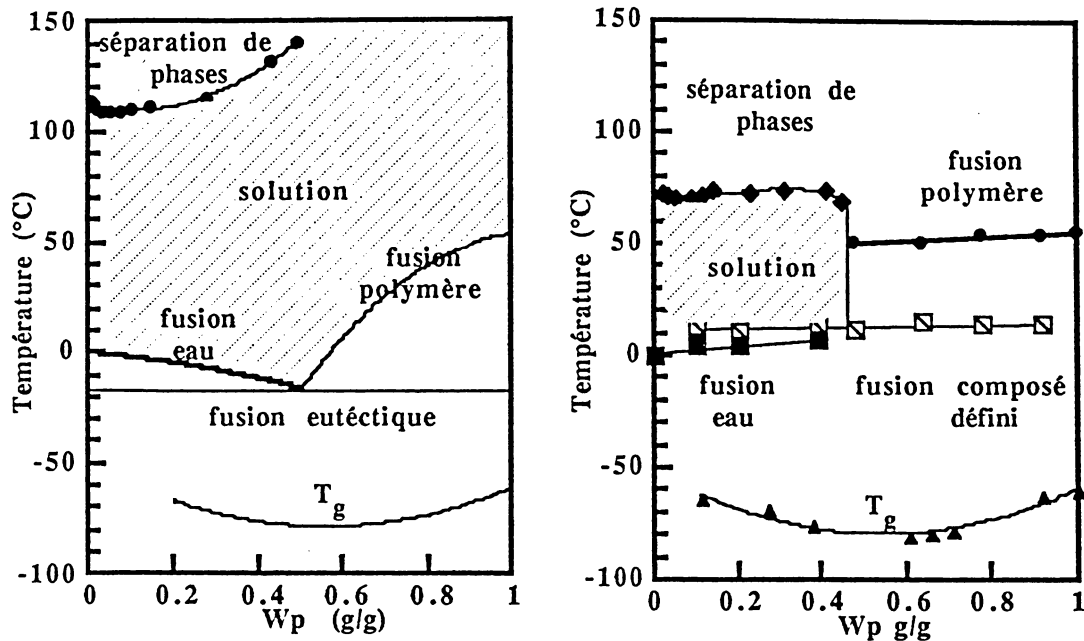 150
100
50
0
-50
-100
Température (°C)
séparation de
phases
solution
fusion
eau
fusion
polymère
fusion eutéctique
Tg
0 0.2 0.4 0.6 0.8 1
Wp (g/g)
150
100
50
0
-50
-100
Température (°C)
séparation de
phases
fusion
polymère
solution
fusion
eau
fusion composé
défini
Tg
0 0.2 0.4 0.6 0.8 1
Wp g/g